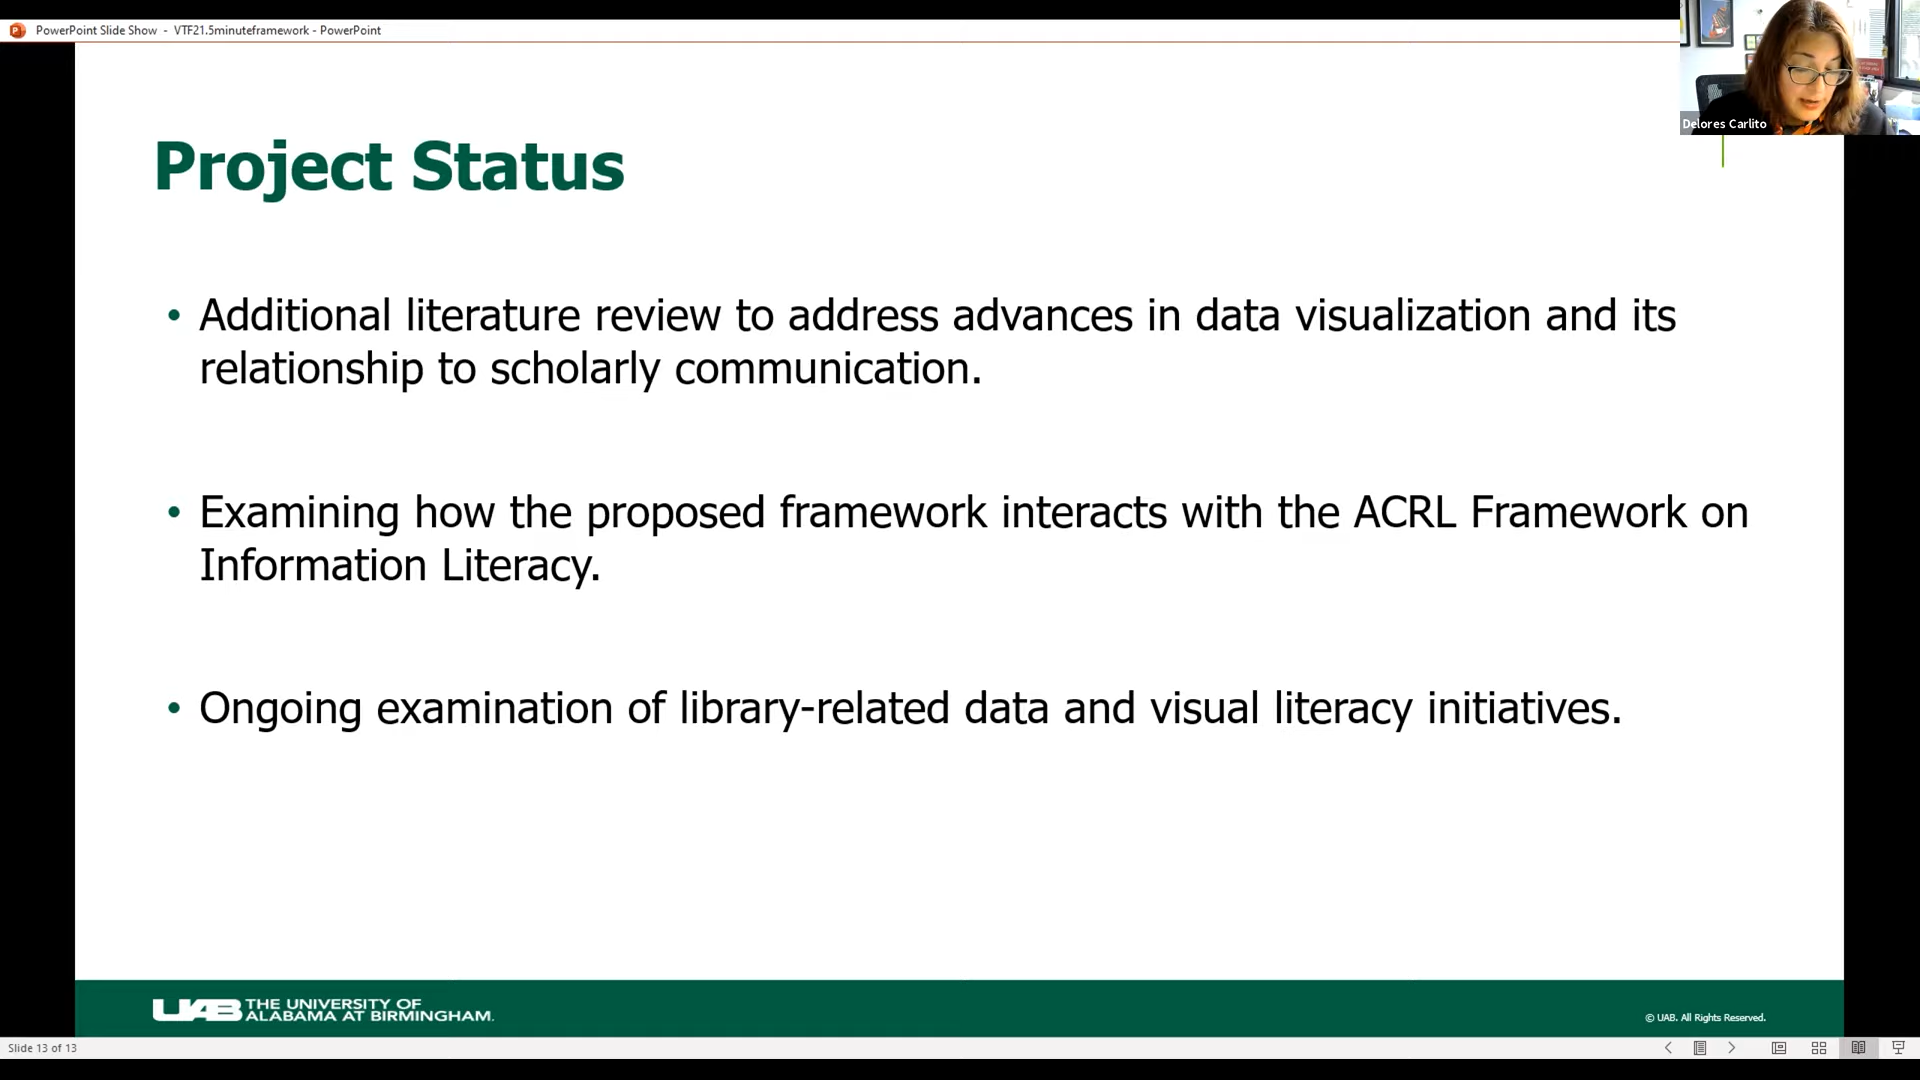 PowerPoint Slide Show - VTF21.5minuteframework - PowerPoint
Delores Carlito
Project Status
• Additional literature review to address advances in data visualization and its
relationship to scholarly communication.
• Examining how the proposed framework interacts with the ACRL Framework on
Information Literacy.
• Ongoing examination of library-related data and visual literacy initiatives.
UAB THE UNIVERSITY OF
ALABAMA AT BIRMINGHAM.
© UAB. All Rights Reserved.
Slide 13 of 13